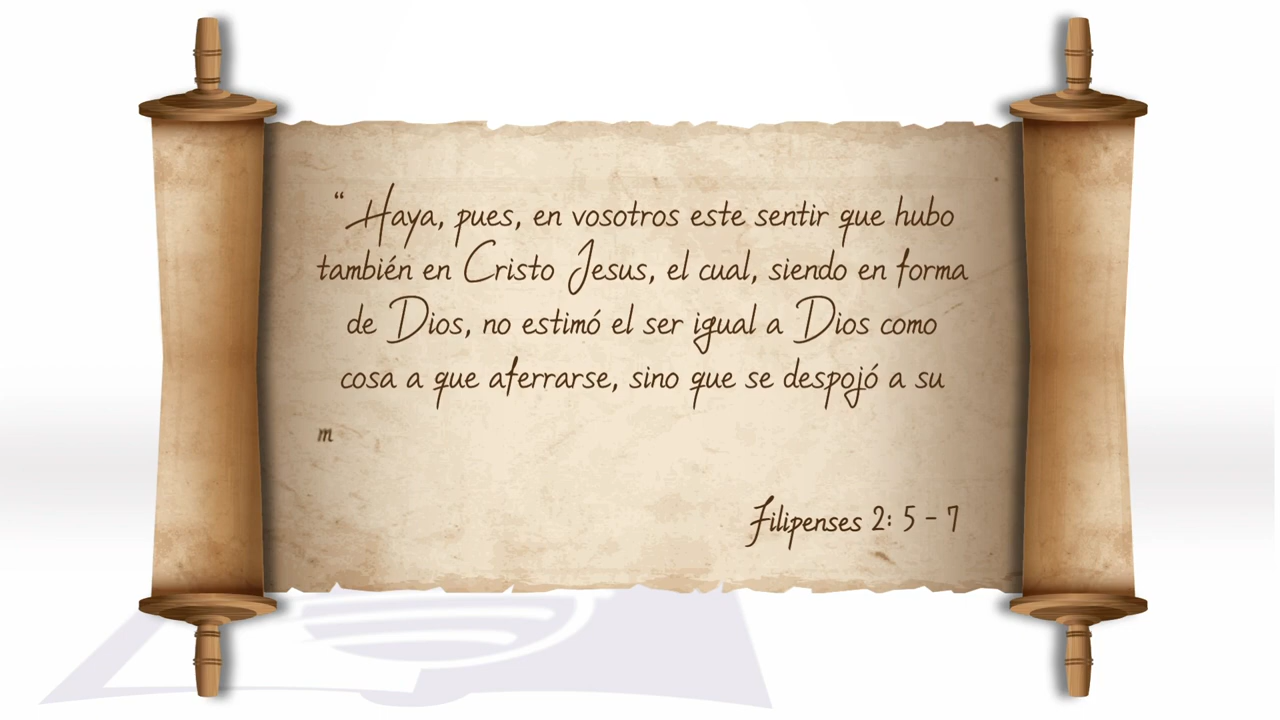 “ Haya, pues, en vosotros este sentir que hubo
también en Cristo Jesus, el cual, siendo en forma
de Dios, no estimó el ser igual a Dios como
cosa a que aferrarse, sino que se despojó a su
m
Filipenses 2: 5 - 7